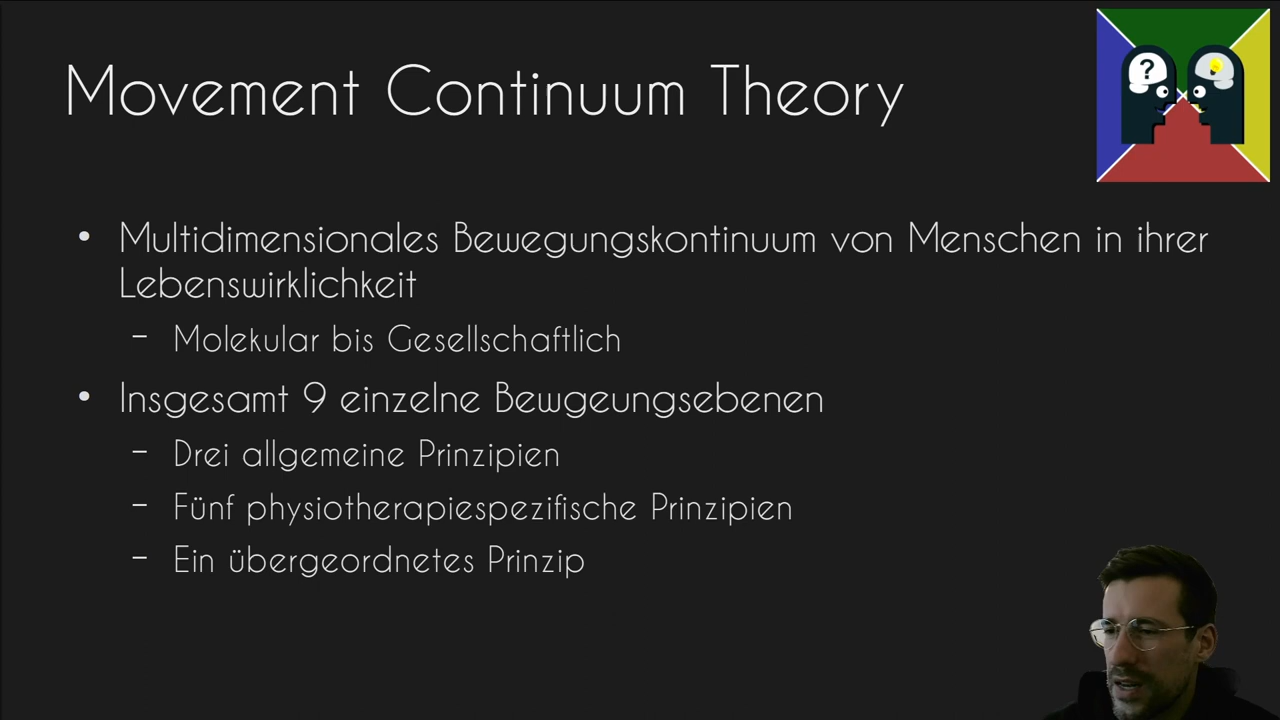 Movement Continuum Theory
?
• Multidimensionales Bewegungskontinuum von Menschen in ihrer
Lebenswirklichkeit
– Molekular bis Gesellschaftlich
• Insgesamt 9 einzelne Bewgeungsebenen
– Drei allgemeine Prinzipien
– Fünf physiotherapiespezifische Prinzipien
– Ein übergeordnetes Prinzip